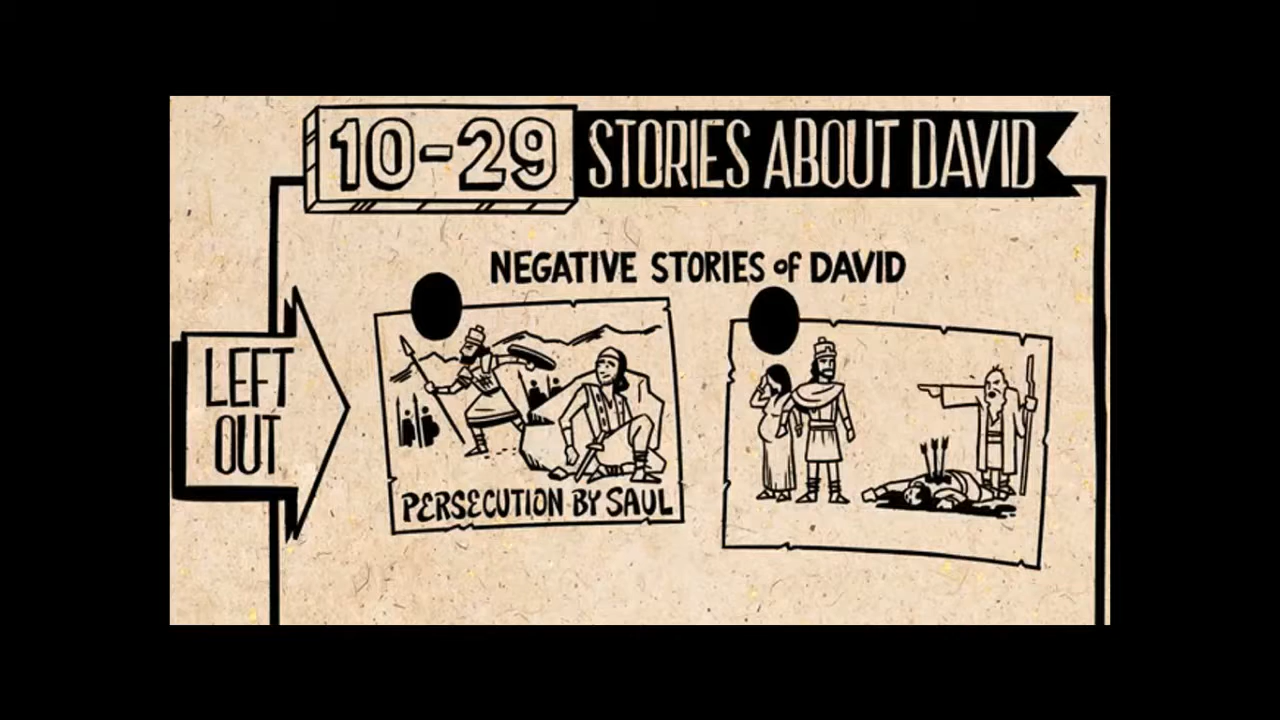 10-29 STORIES ABOUT DAVID
NEGATIVE STORIES of DAVID
LEFT
OUT
PERSECUTION BY SAUL